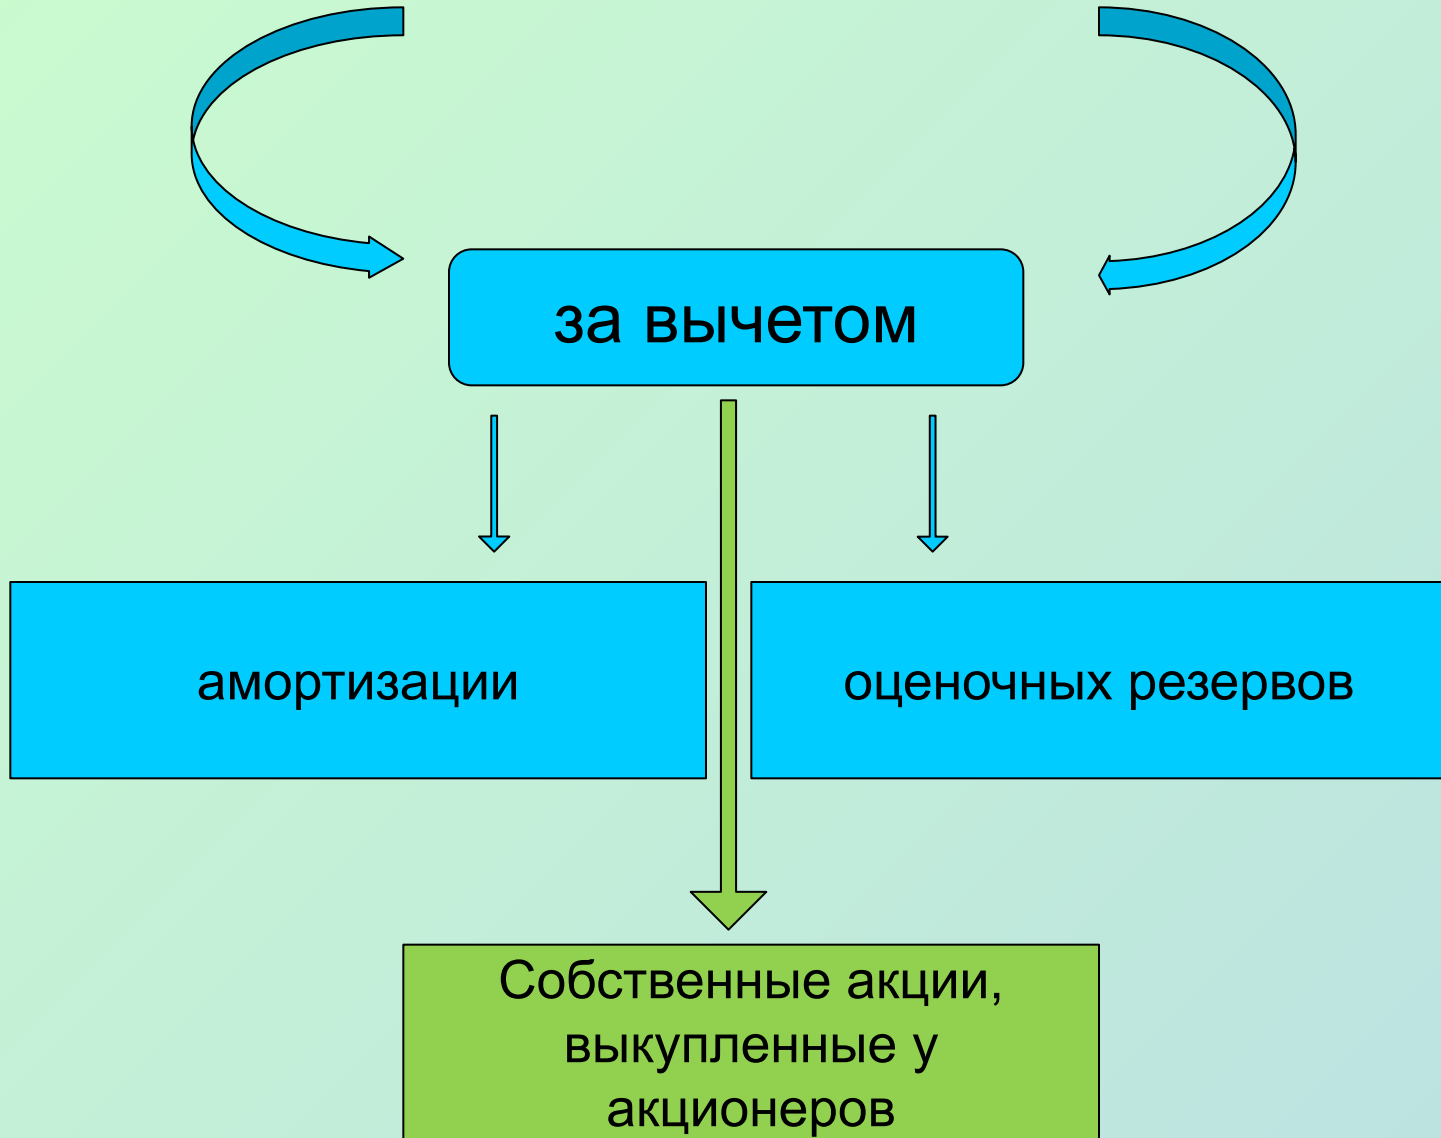 за вычетом
амортизации
оценочных резервов
Собственные акции,
выкупленные у
акционеров